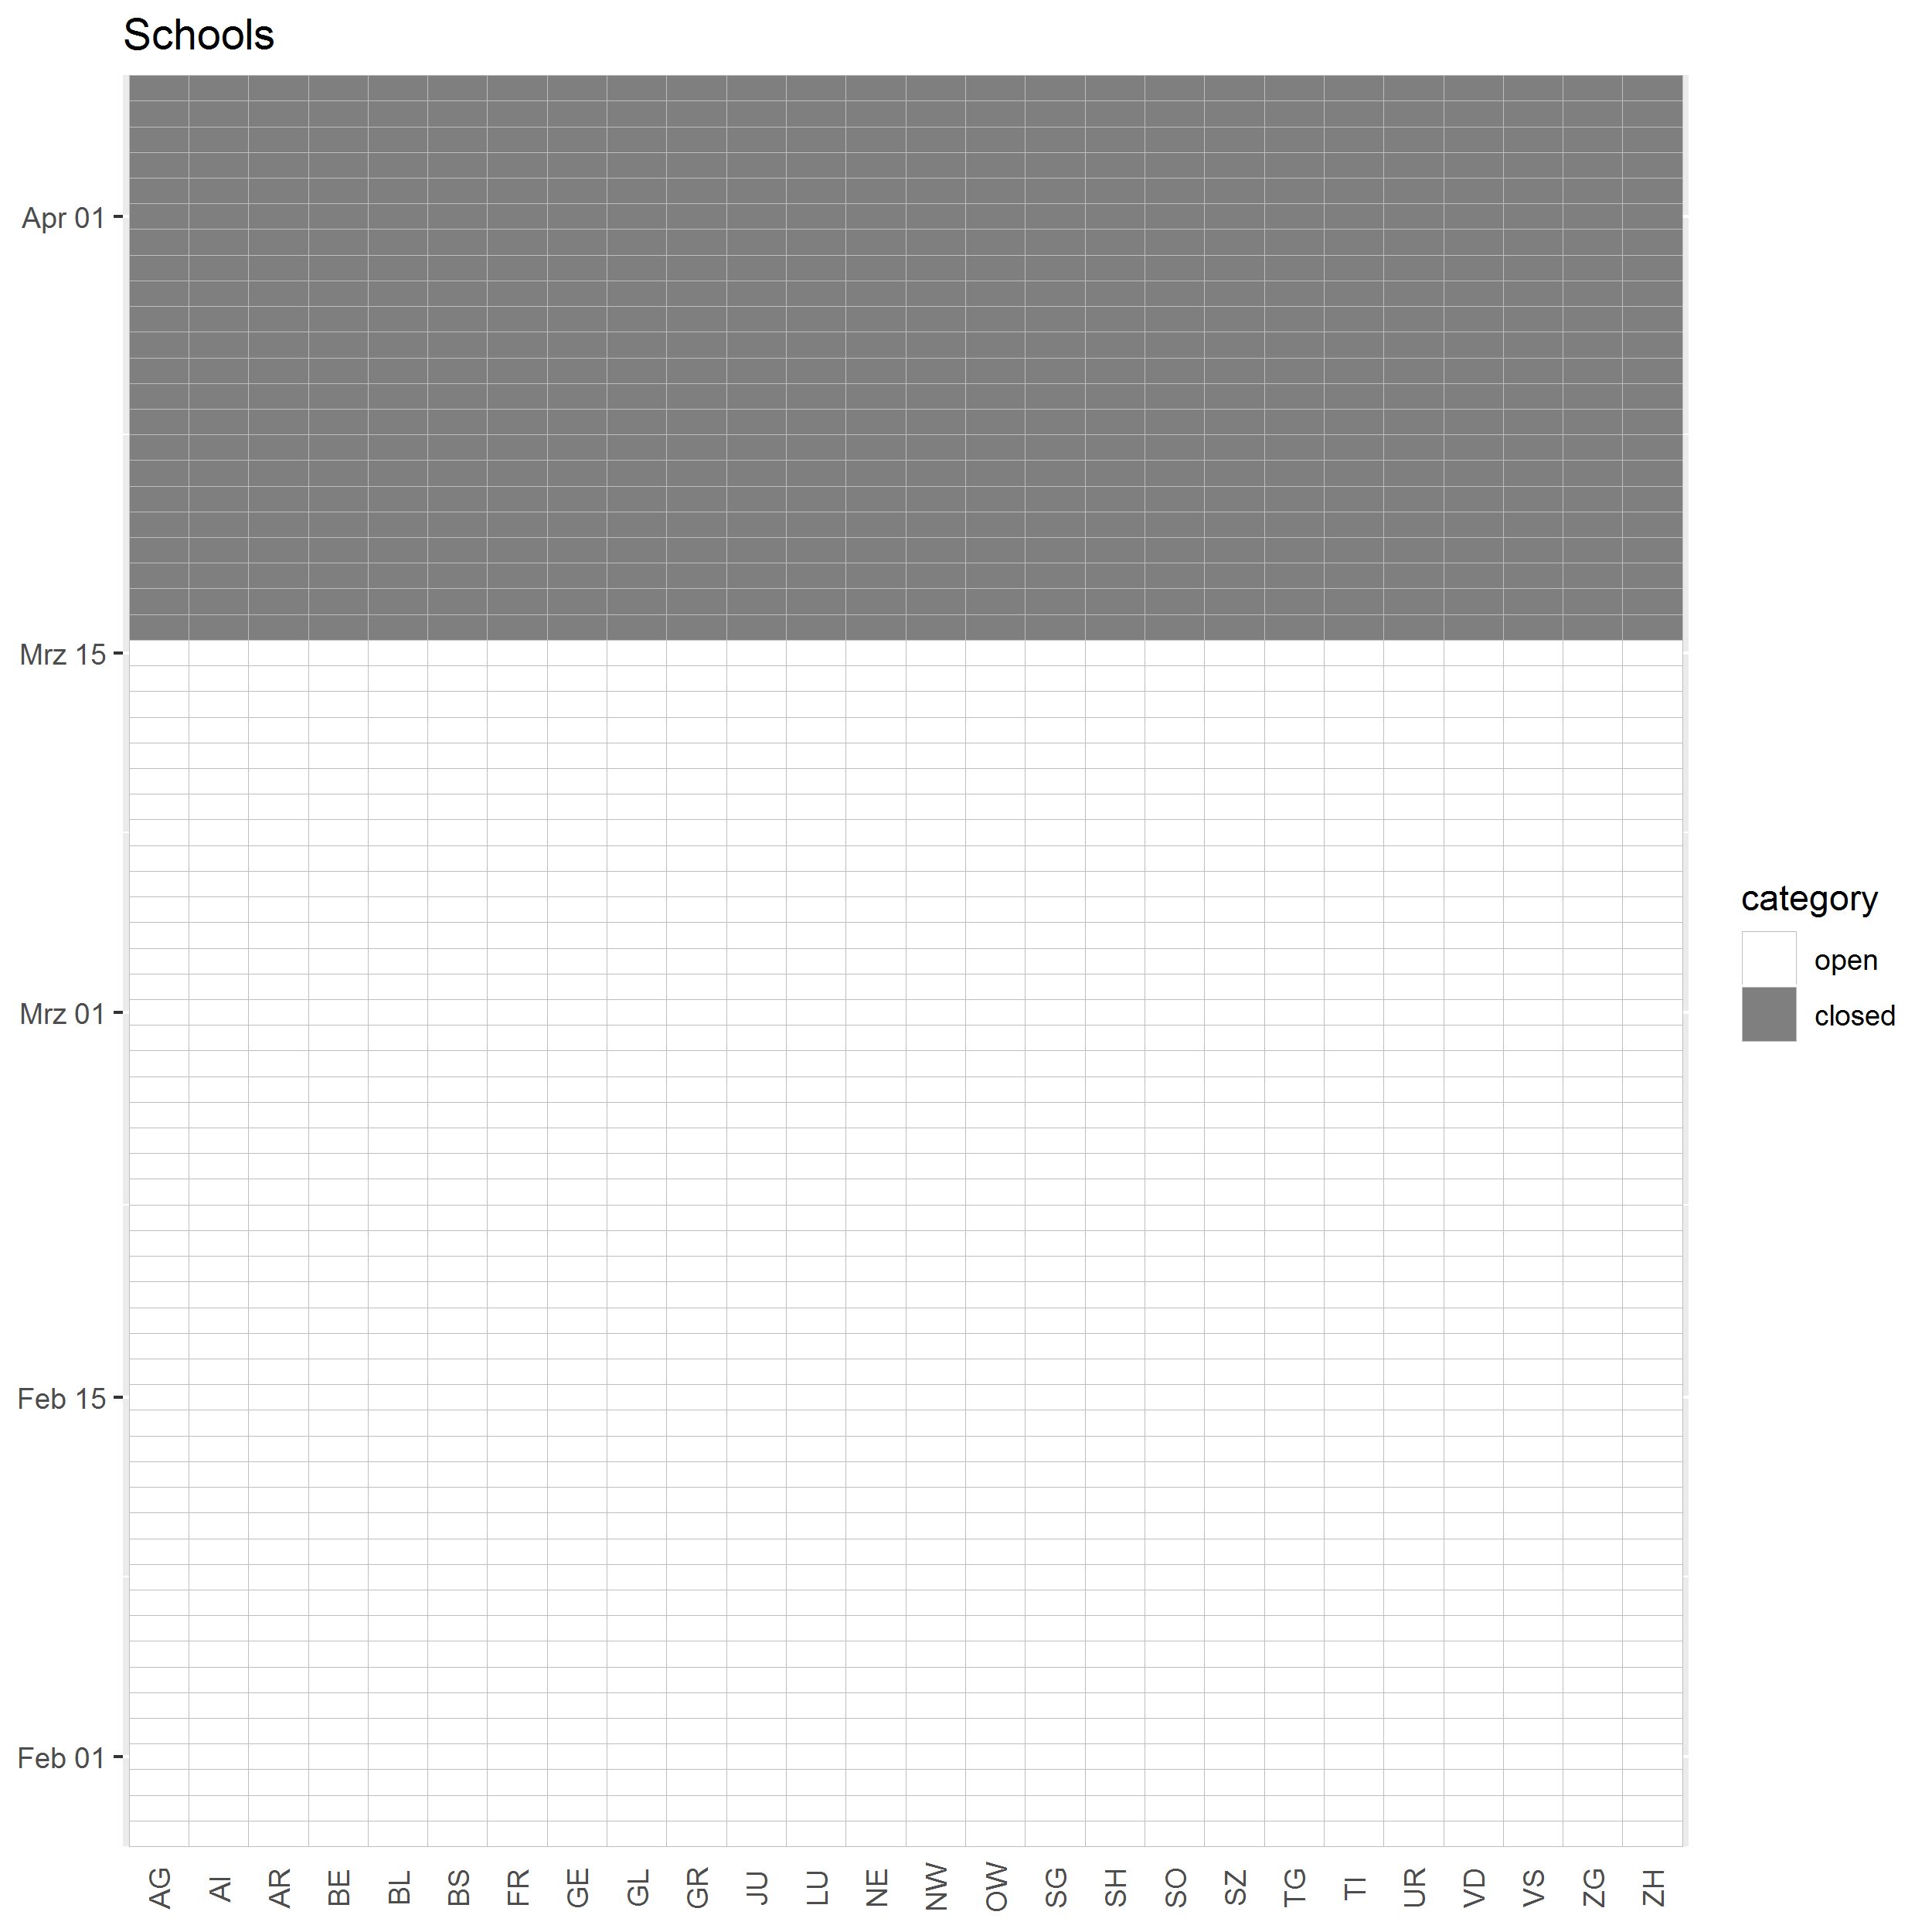 Schools
Apr 01
Mrz 15
Mrz 01
Feb 15
Feb 01
AG AI AR BE BL BS FR GE GL GR JU LU NE NW OW SG SH SO SZ TG TI UR VD VS ZG ZH
category
open
closed